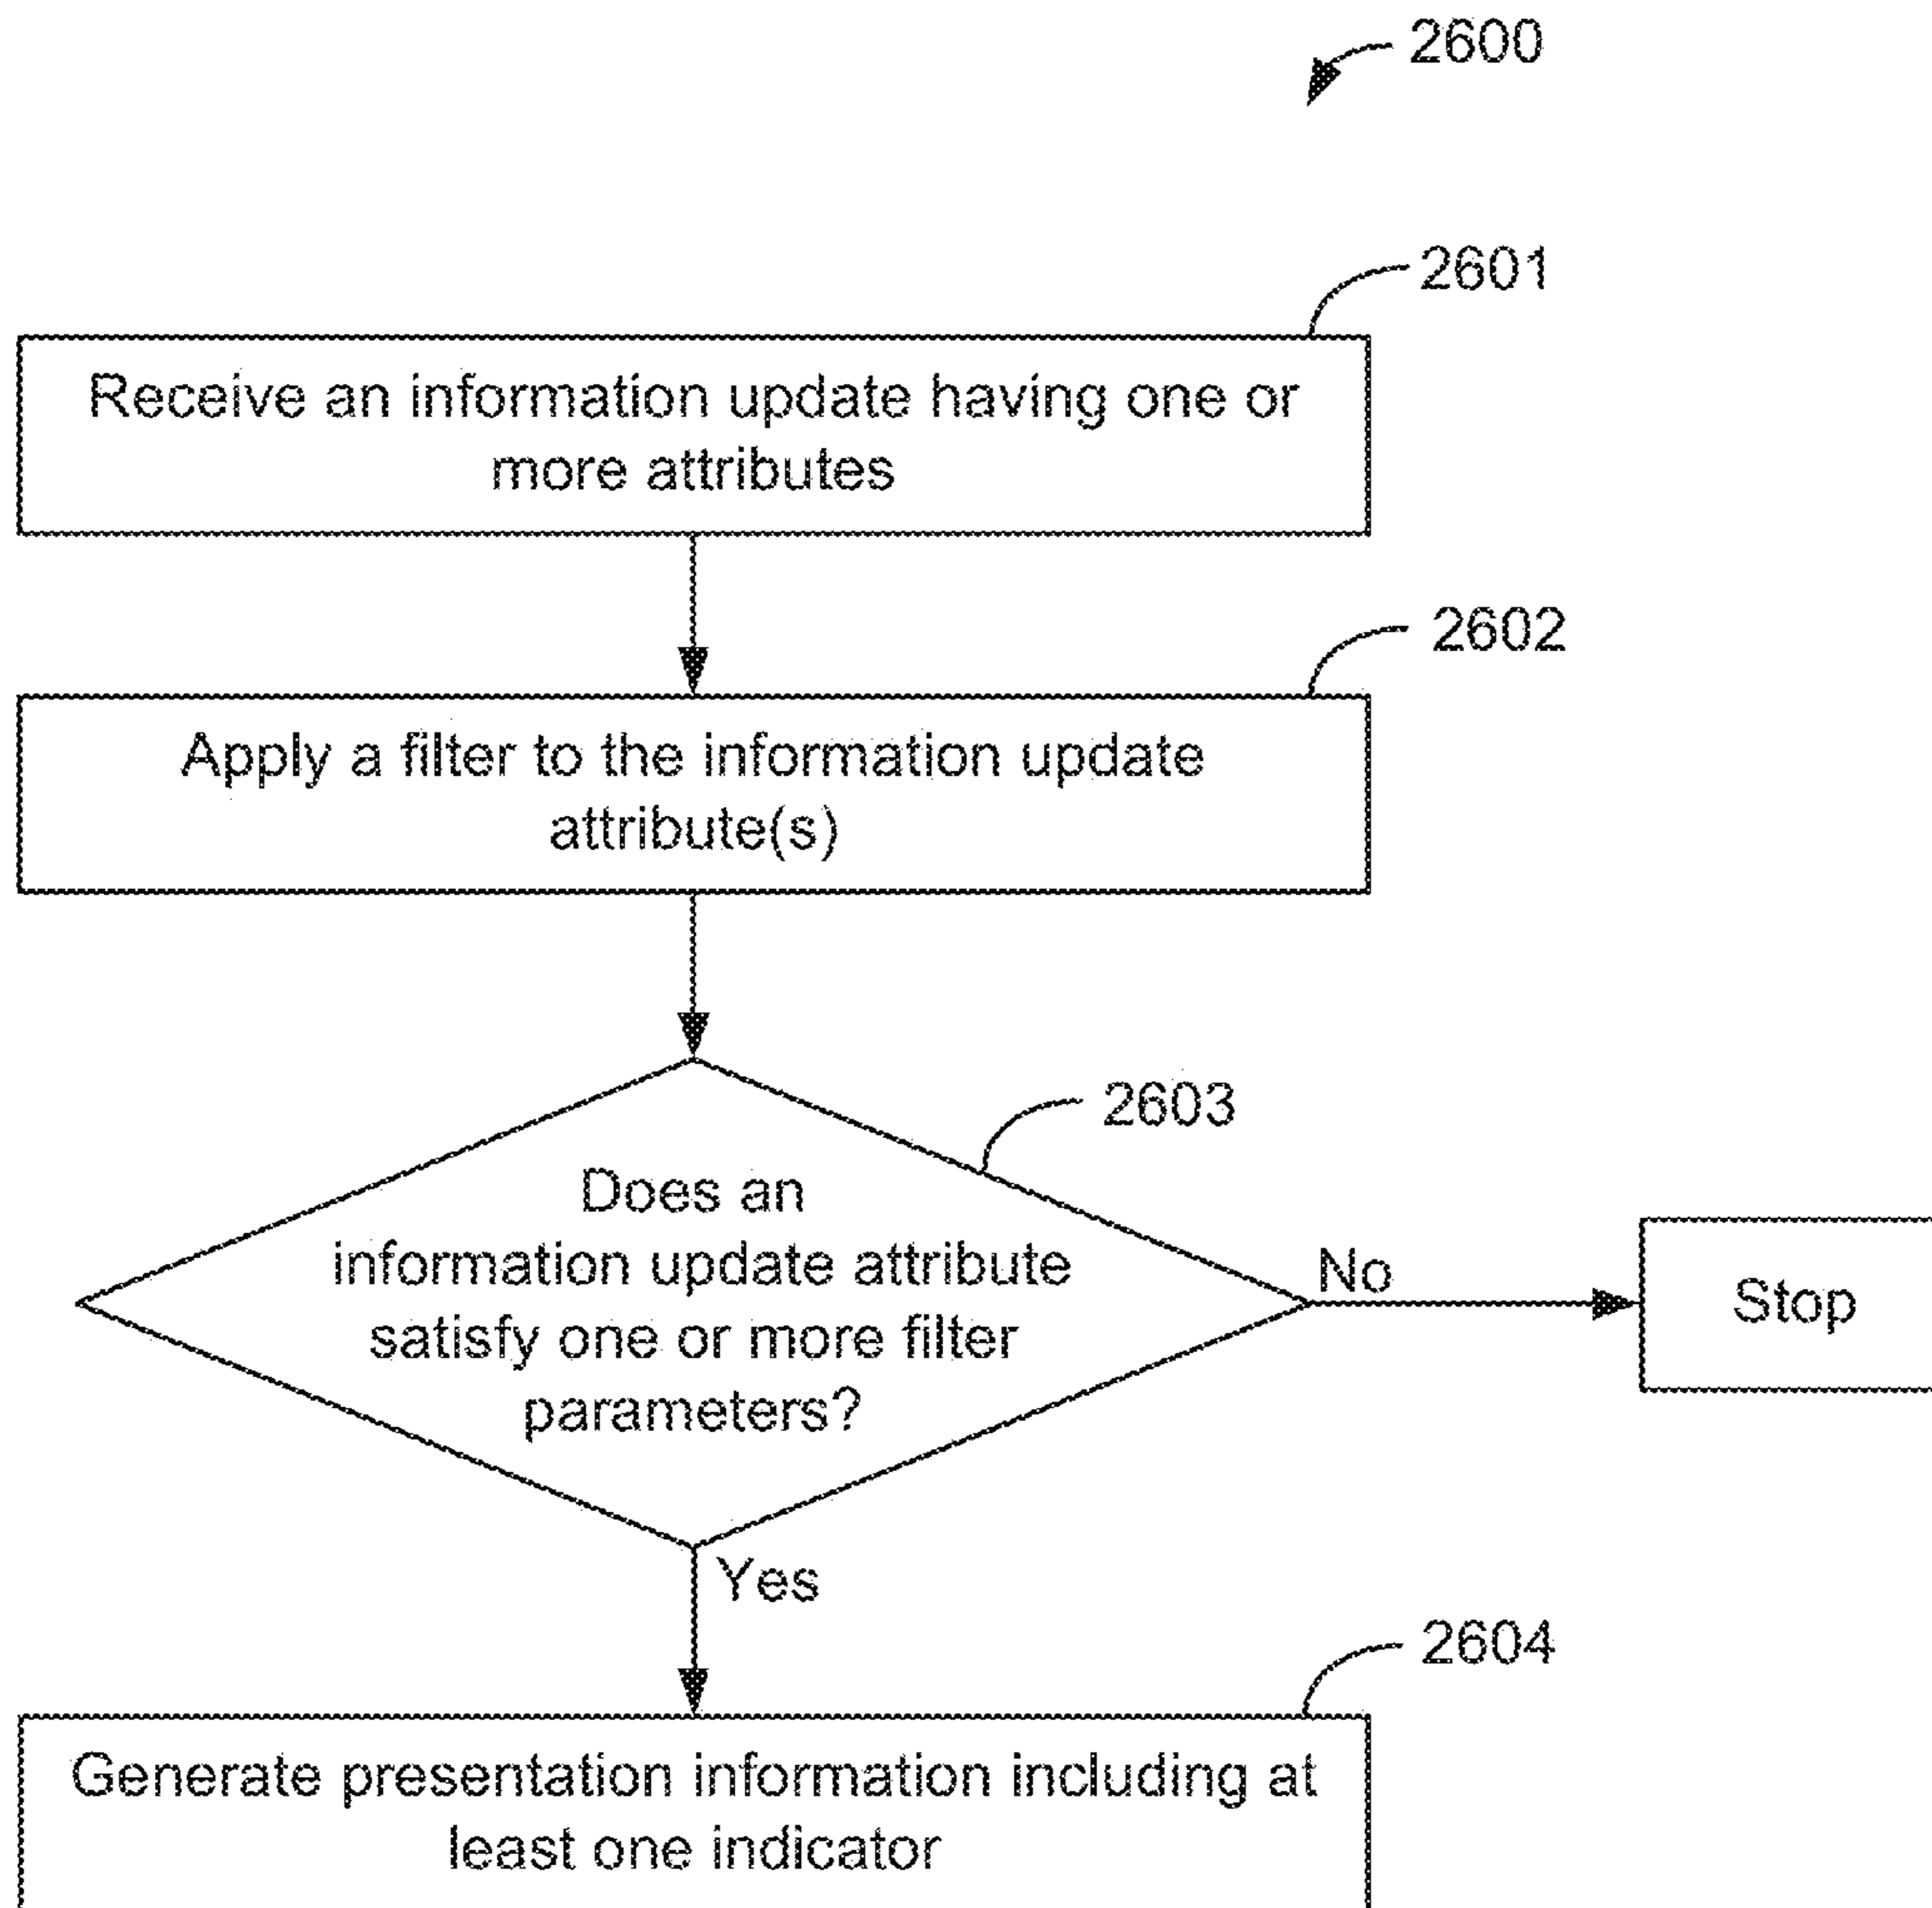 2600
2601
Receive an information update having one or
more attributes
2602
Apply a filter to the information update
attribute(s)
2603
Does an
information update attribute
satisfy one or more filter
parameters?
No
Stop
Yes
2604
Generate presentation information including at
least one indicator